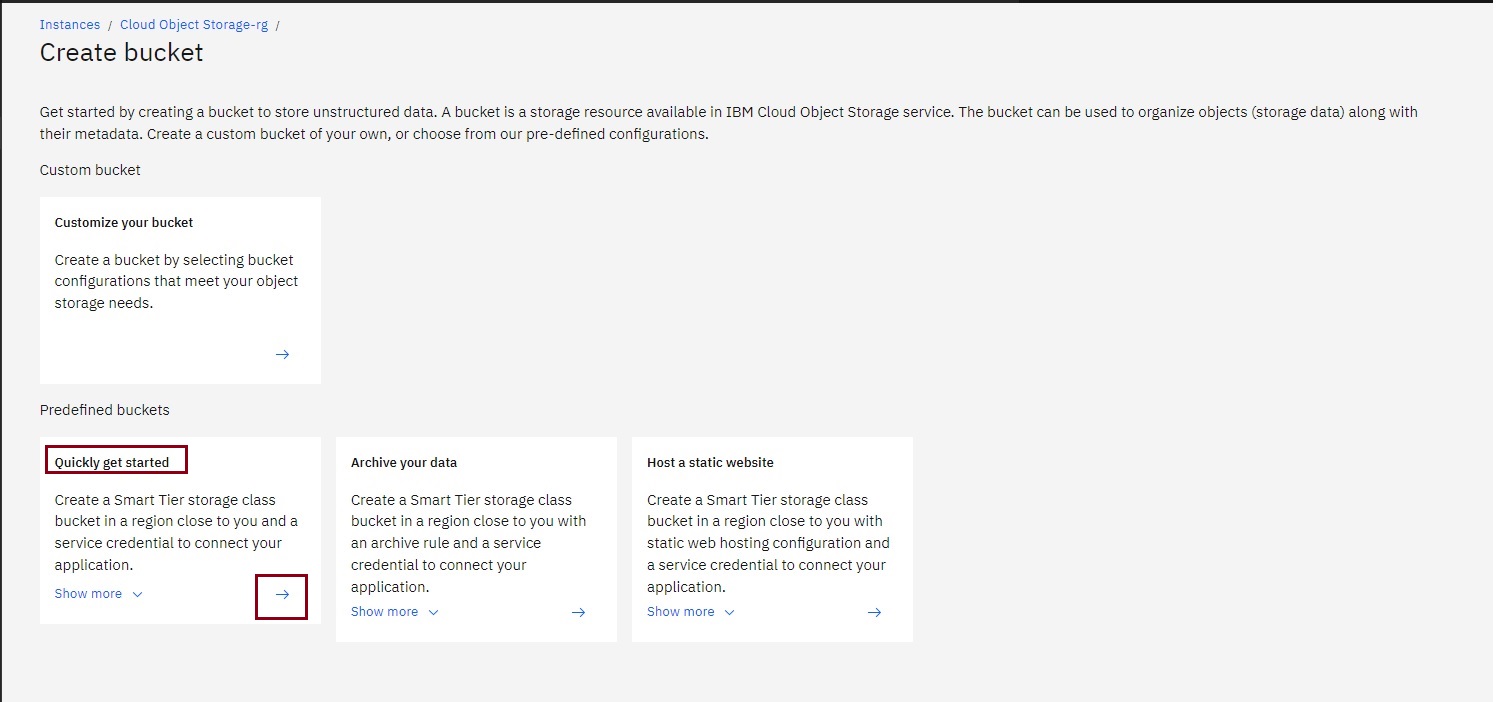 Instances / Cloud Object Storage-rg /
Create bucket
Get started by creating a bucket to store unstructured data. A bucket is a storage resource available in IBM Cloud Object Storage service. The bucket can be used to organize objects (storage data) along with
their metadata. Create a custom bucket of your own, or choose from our pre-defined configurations.
Custom bucket
Customize your bucket
Create a bucket by selecting bucket
configurations that meet your object
storage needs.
Predefined buckets
Quickly get started
Create a Smart Tier storage class
bucket in a region close to you and a
service credential to connect your
application.
Show more
Archive your data
Create a Smart Tier storage class
bucket in a region close to you with
an archive rule and a service
credential to connect your
application.
Show more
Host a static website
Create a Smart Tier storage class
bucket in a region close to you with
static web hosting configuration and
a service credential to connect your
application.
Show more